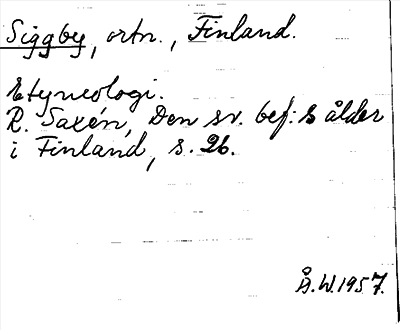 Siggby, ortn., Finland.
Etymologi.
R. Saxén, Den sv. bef:s ålder
i Finland, s. 26.
Å.W.1957.